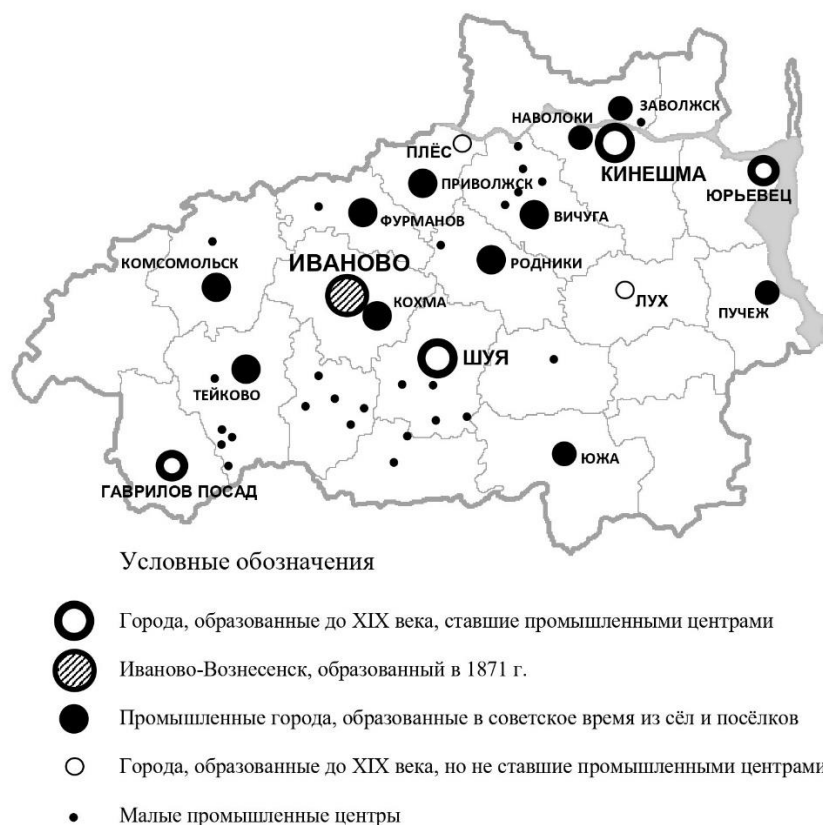 ЗАВОЛЖСК
НАВОЛОКИ
ПЛЁС
КИНЕШМА
ПРИВОЛЖСК
ЮРЬЕВЕЦ
ФУРМАНОВ
ВИЧУГА
КОМСОМОЛЬСК
ИВАНОВО
РОДНИКИ
КОХМА
ЛУХ
ПУЧЕЖ
ШУЯ
ТЕЙКОВО
ЮЖА
ГАВРИЛОВ ПОСАД
Условные обозначения
Города, образованные до XIX века, ставшие промышленными центрами
Иваново-Вознесенск, образованный в 1871 г.
Промышленные города, образованные в советское время из сёл и посёлков
Города, образованные до XIX века, но не ставшие промышленными центрами
Малые промышленные центры